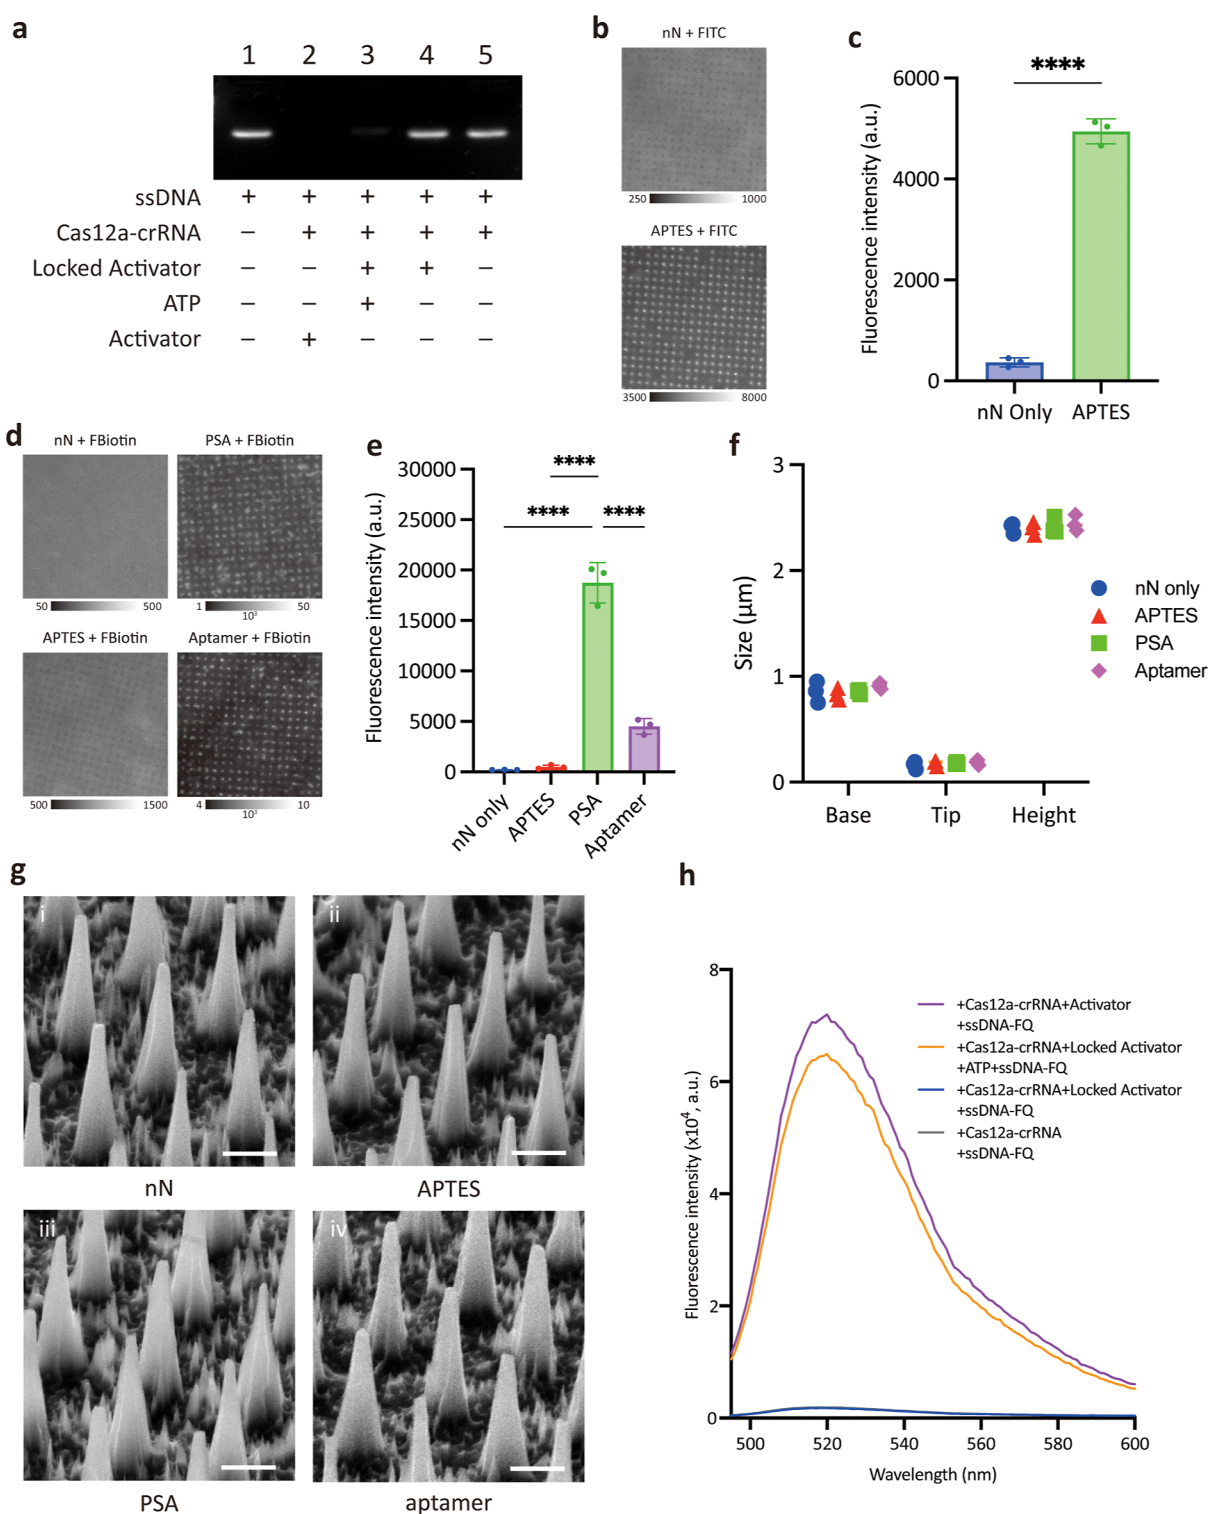 a
1 2 3 4 5
ssDNA + + + + +
Cas12a-crRNA − + + + +
Locked Activator − − + + −
ATP − − + − −
Activator − + − − −
b
nN + FITC
250 1000
APTES + FITC
3500 8000
c
****
Fluorescence intensity (a.u.)
6000
4000
2000
0
nN Only APTES
d
nN + FBiotin
50 500
PSA + FBiotin
1 50
10³
APTES + FBiotin
500 1500
Aptamer + FBiotin
4 10
10³
e
****
**** ****
Fluorescence intensity (a.u.)
30000
25000
20000
15000
10000
5000
0
nN only
APTES
PSA
Aptamer
f
Size (µm)
3
2
1
0
Base Tip Height
nN only
APTES
PSA
Aptamer
g
i
nN
ii
APTES
iii
PSA
iv
aptamer
h
Fluorescence intensity (x10⁴, a.u.)
8
6
4
2
0
500 520 540 560 580 600
Wavelength (nm)
+Cas12a-crRNA+Activator
+ssDNA-FQ
+Cas12a-crRNA+Locked Activator
+ATP+ssDNA-FQ
+Cas12a-crRNA+Locked Activator
+ssDNA-FQ
+Cas12a-crRNA
+ssDNA-FQ